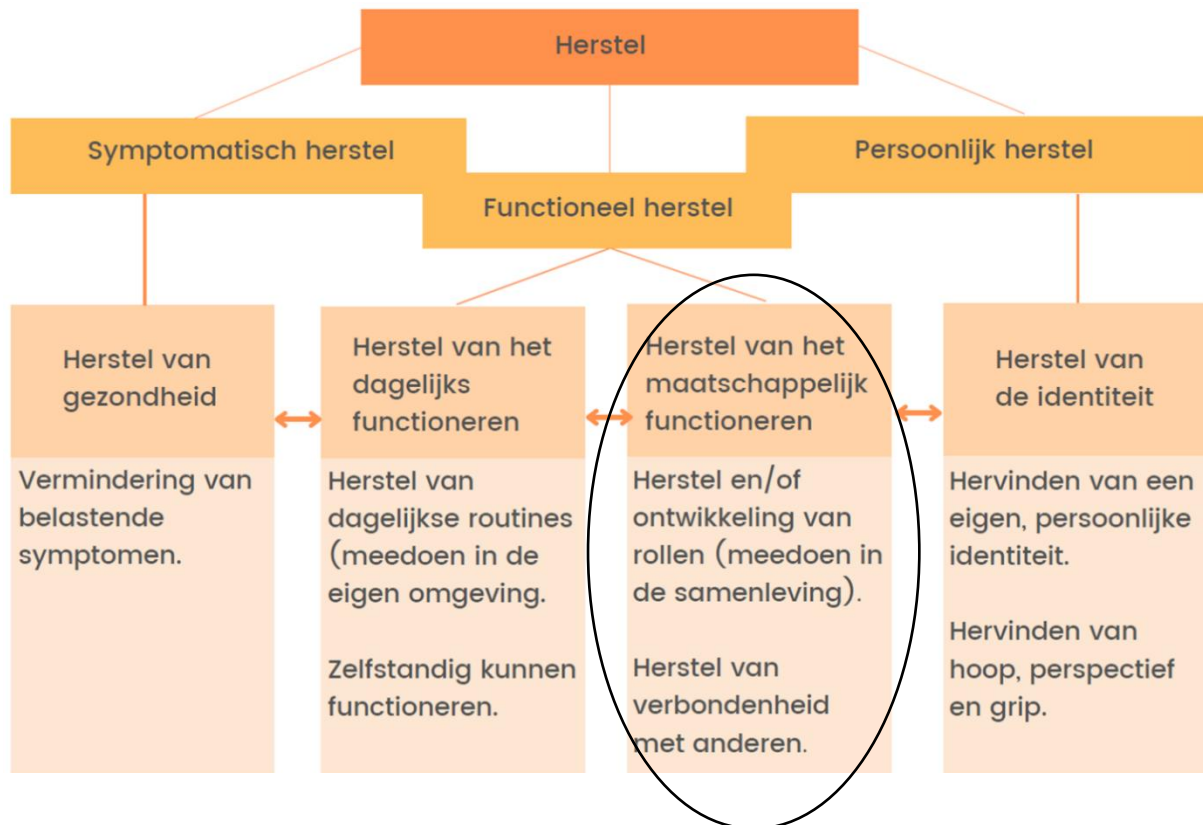 Herstel
Symptomatisch herstel
Persoonlijk herstel
Functioneel herstel
Herstel van
gezondheid
Vermindering van
belastende
symptomen.
Herstel van het
dagelijks
functioneren
Herstel van
dagelijkse routines
(meedoen in de
eigen omgeving.
Zelfstandig kunnen
functioneren.
Herstel van het
maatschappelijk
functioneren
Herstel en/of
ontwikkeling van
rollen (meedoen in
de samenleving).
Herstel van
verbondenheid
met anderen.
Herstel van
de identiteit
Hervinden van een
eigen, persoonlijke
identiteit.
Hervinden van
hoop, perspectief
en grip.